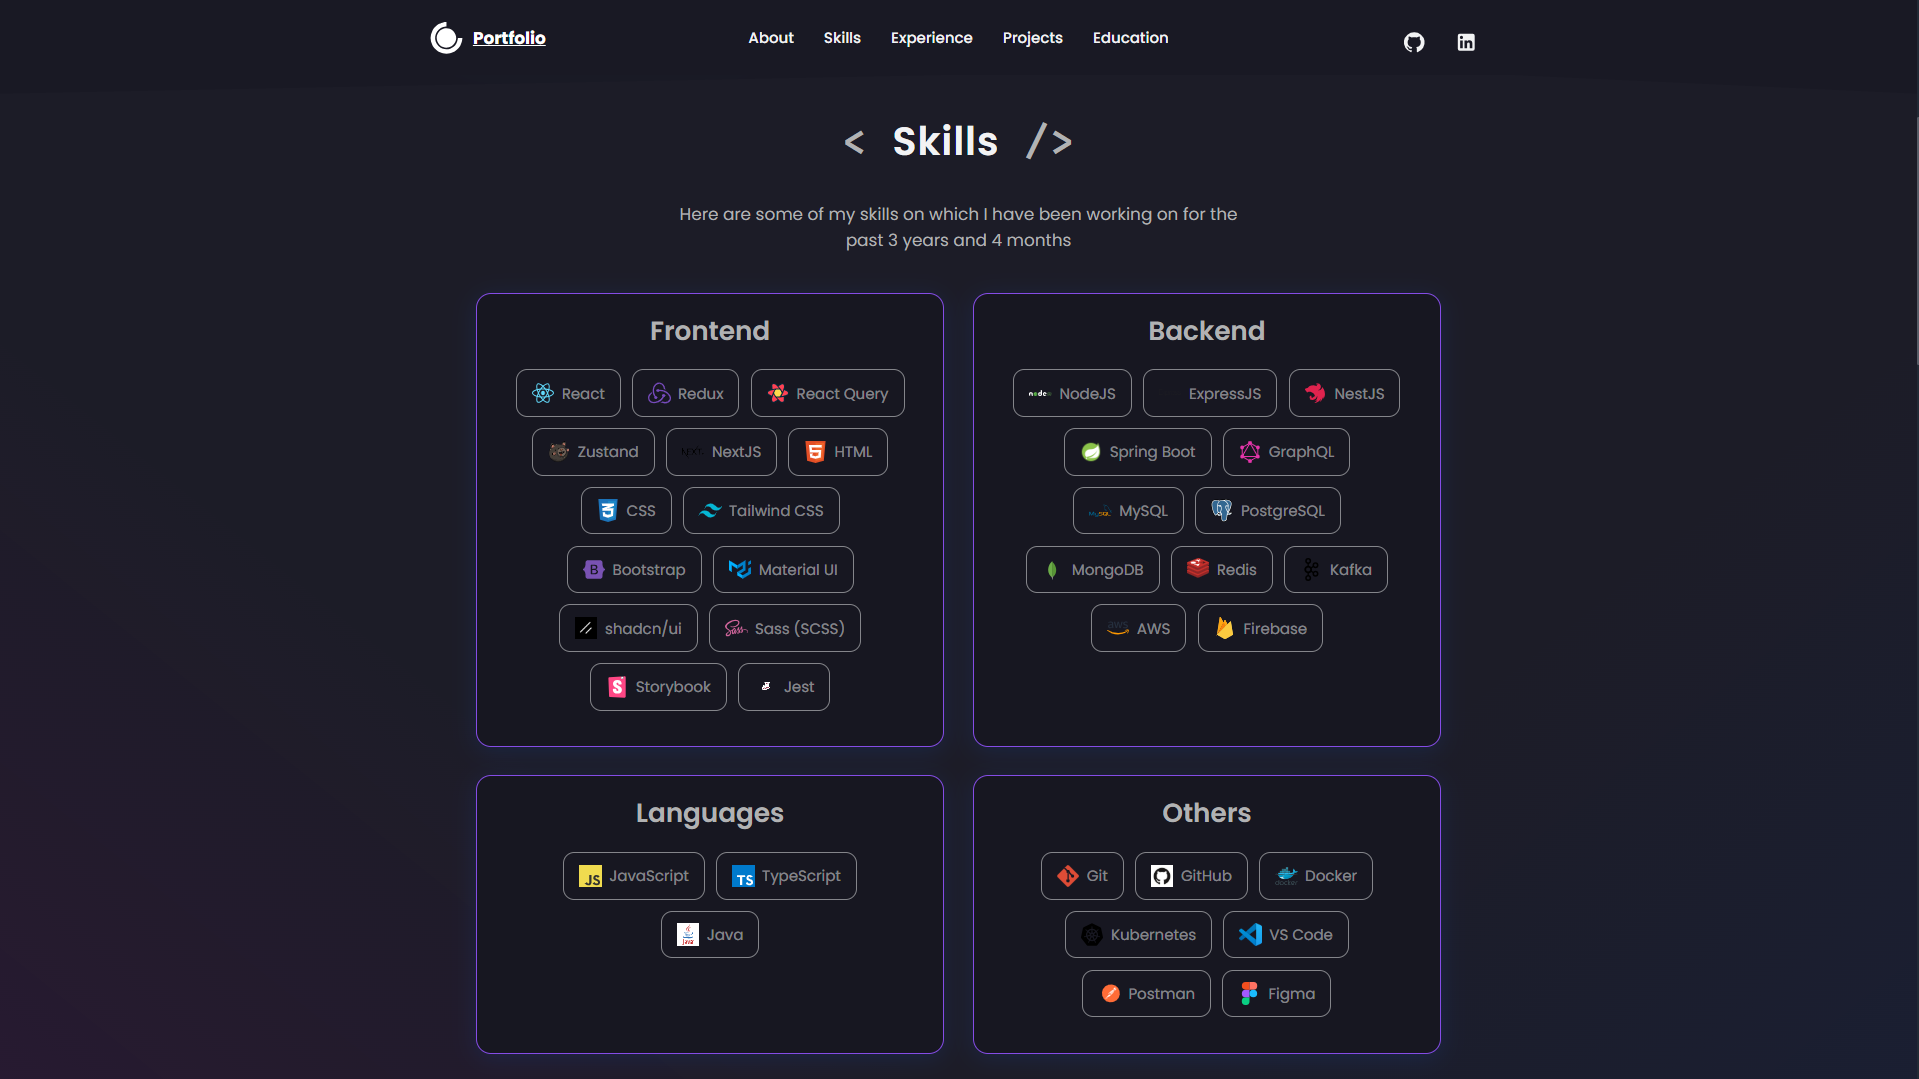 Portfolio
About Skills Experience Projects Education
< Skills />
Here are some of my skills on which I have been working on for the
past 3 years and 4 months
Frontend
React Redux React Query
Zustand NextJS HTML
CSS Tailwind CSS
Bootstrap Material UI
shadcn/ui Sass (SCSS)
Storybook Jest
Backend
NodeJS ExpressJS NestJS
Spring Boot GraphQL
MySQL PostgreSQL
MongoDB Redis Kafka
AWS Firebase
Languages
JS JavaScript TS TypeScript
Java
Others
Git GitHub Docker
Kubernetes VS Code
Postman Figma